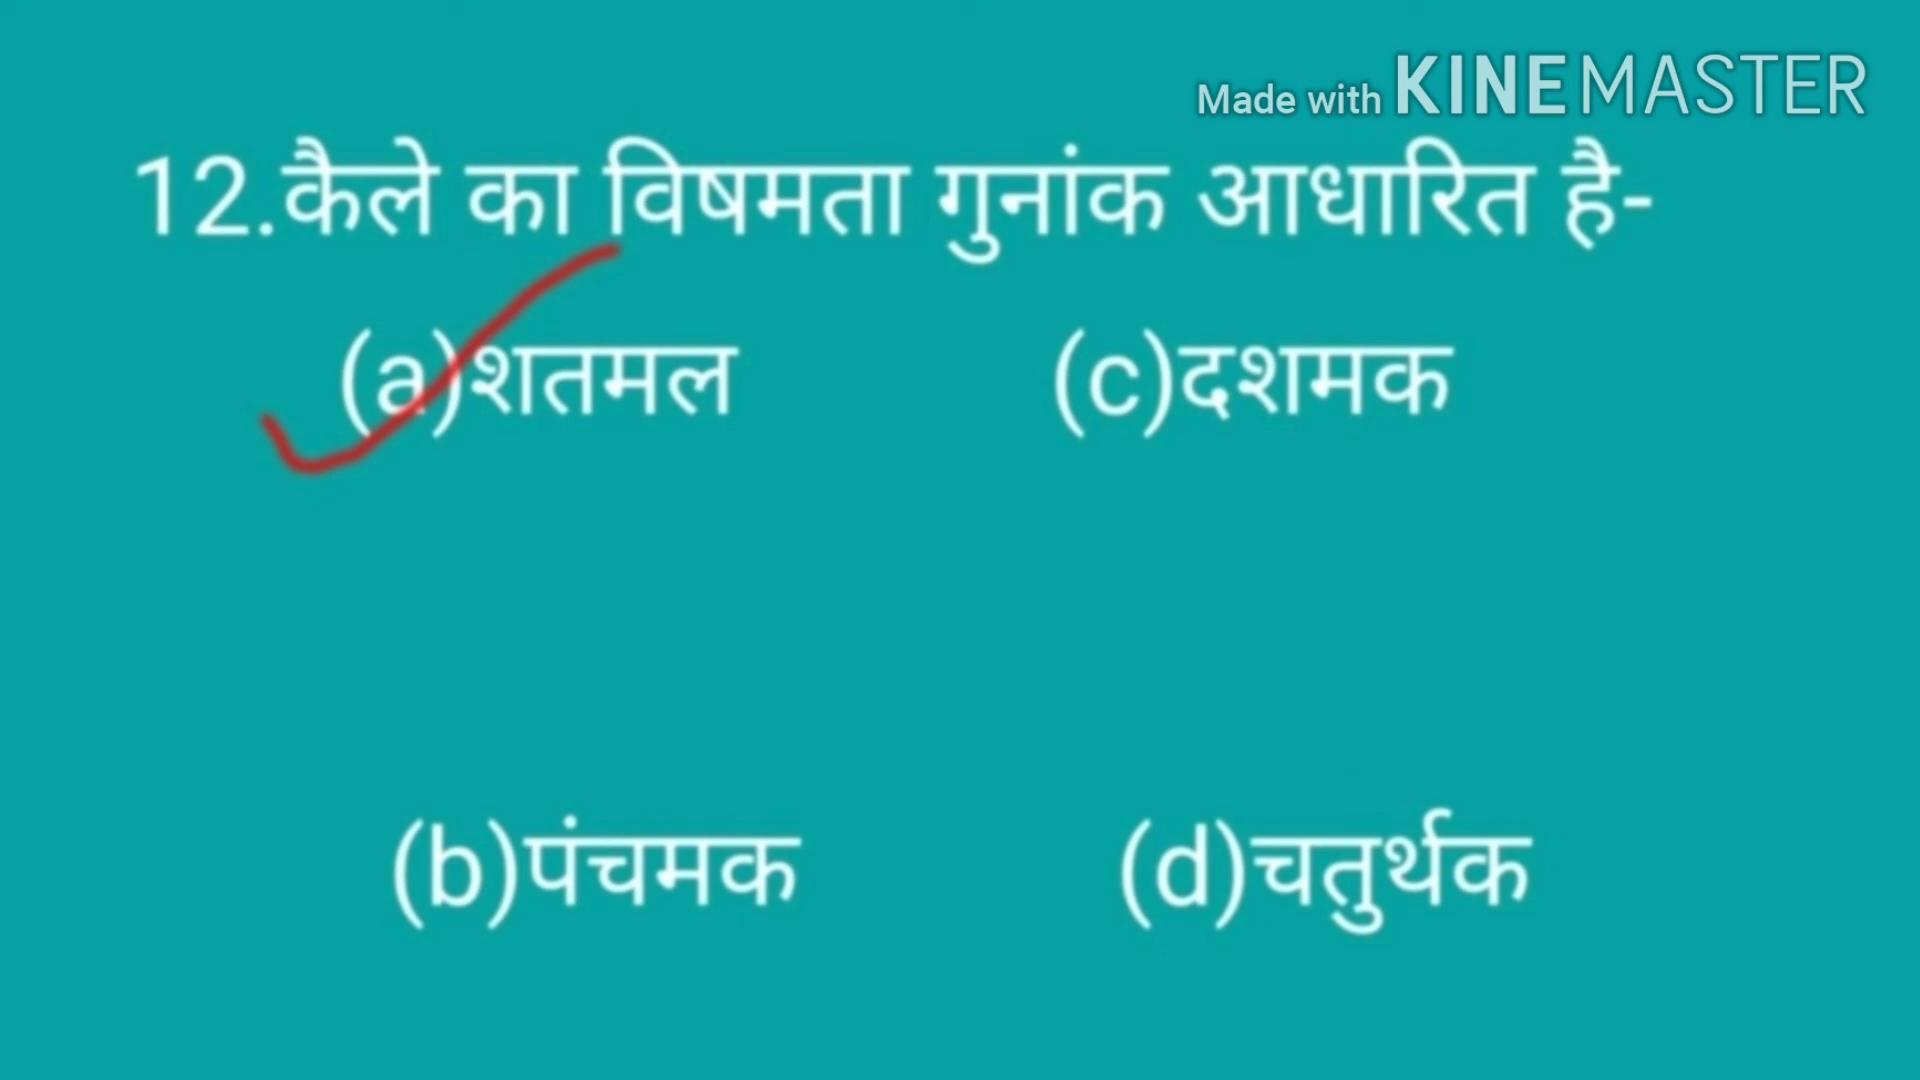 Made with KINEMASTER
12.कैले का विषमता गुनांक आधारित है-
(a)शतमल (c)दशमक
(b)पंचमक (d)चतुर्थक